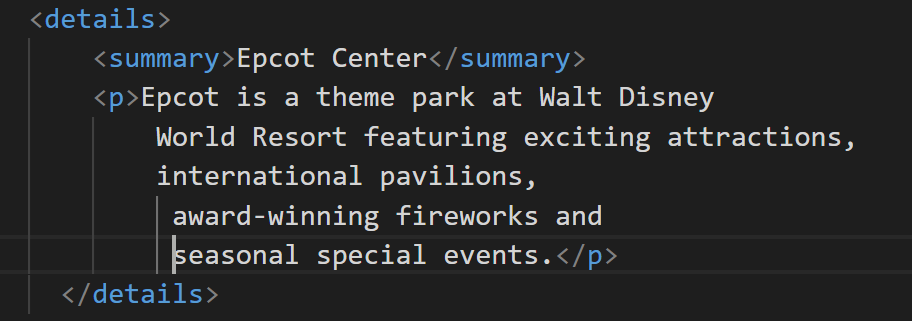 <details>
<summary>Epcot Center</summary>
<p>Epcot is a theme park at Walt Disney
World Resort featuring exciting attractions,
international pavilions,
award-winning fireworks and
seasonal special events.</p>
</details>